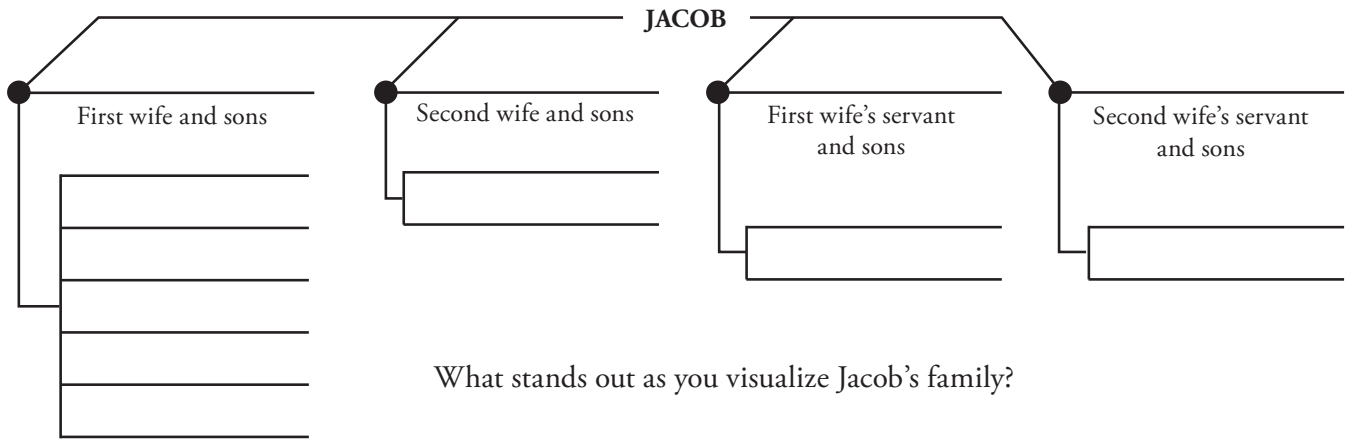 JACOB
First wife and sons
Second wife and sons
First wife’s servant
and sons
Second wife’s servant
and sons
What stands out as you visualize Jacob’s family?